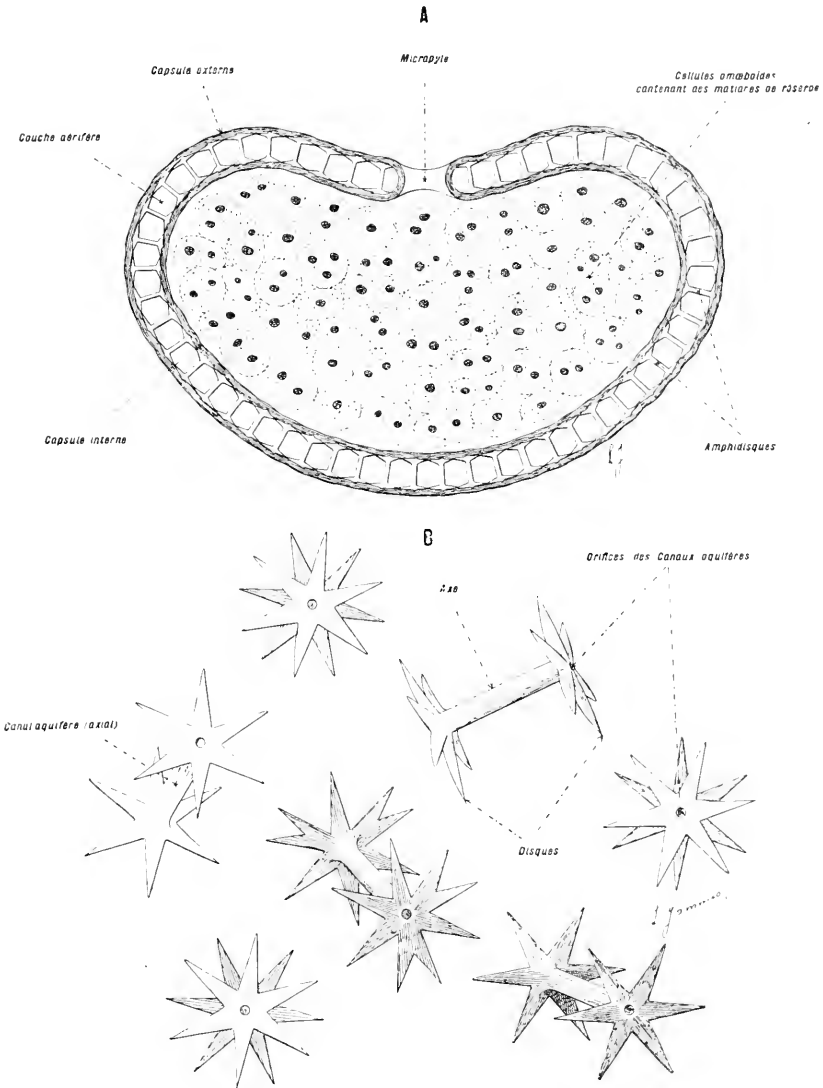 A
Capsule externe
Micropyle
Cellules amœboïdes
contenant des matières de réserve
Couche aérifère
Capsule interne
Amphidisques
B
Orifices des Canaux aquifères
Axe
Canal aquifère (axial)
Disques